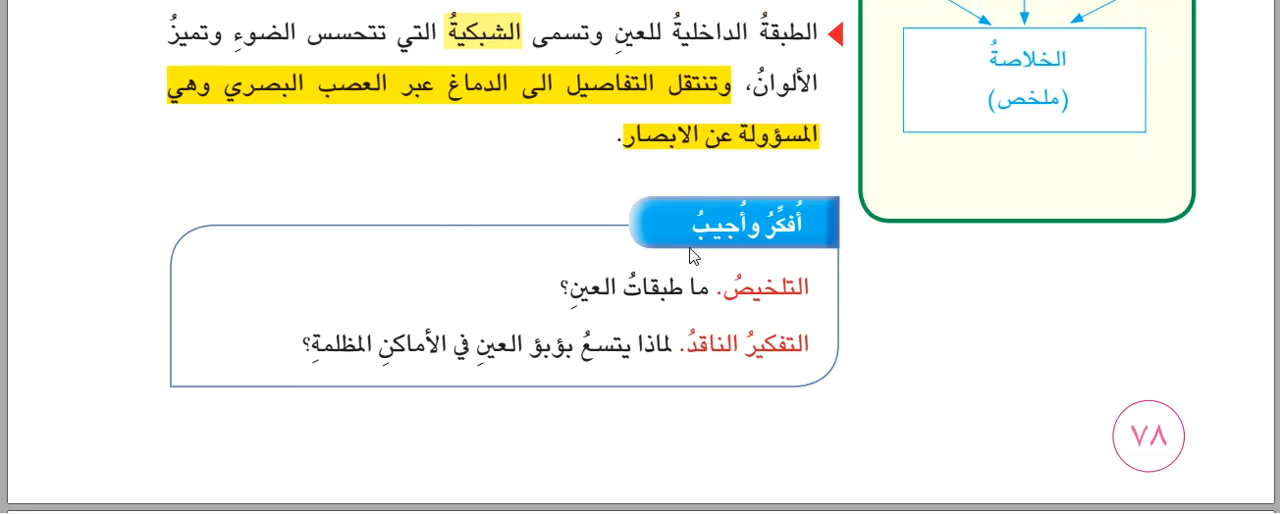 الخلاصةُ
(ملخص)
الطبقةُ الداخليةُ للعينِ وتسمى الشبكيةُ التي تتحسس الضوءِ وتميزُ
الألوانُ، وتنتقل التفاصيل الى الدماغ عبر العصب البصري وهي
المسؤولة عن الابصار.
أُفكِّرُ وأُجيبُ
التلخيصُ. ما طبقاتُ العينِ؟
التفكيرُ الناقدُ. لماذا يتسعُ بؤبؤ العينِ في الأماكنِ المظلمةِ؟
٧٨